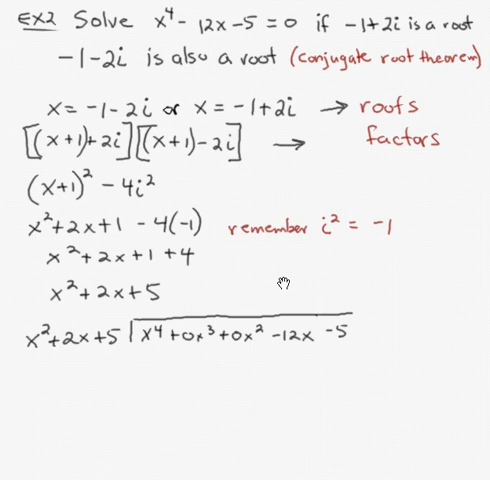 EX2 Solve x⁴ - 12x - 5 = 0 if -1 + 2i is a root
-1 - 2i is also a root (conjugate root theorem)
x = -1 - 2i or x = -1 + 2i → roots
[(x+1)+2i][(x+1)-2i] → factors
(x+1)² - 4i²
x² + 2x + 1 - 4(-1) remember i² = -1
x² + 2x + 1 + 4
x² + 2x + 5
x² + 2x + 5 | x⁴ + 0x³ + 0x² - 12x - 5